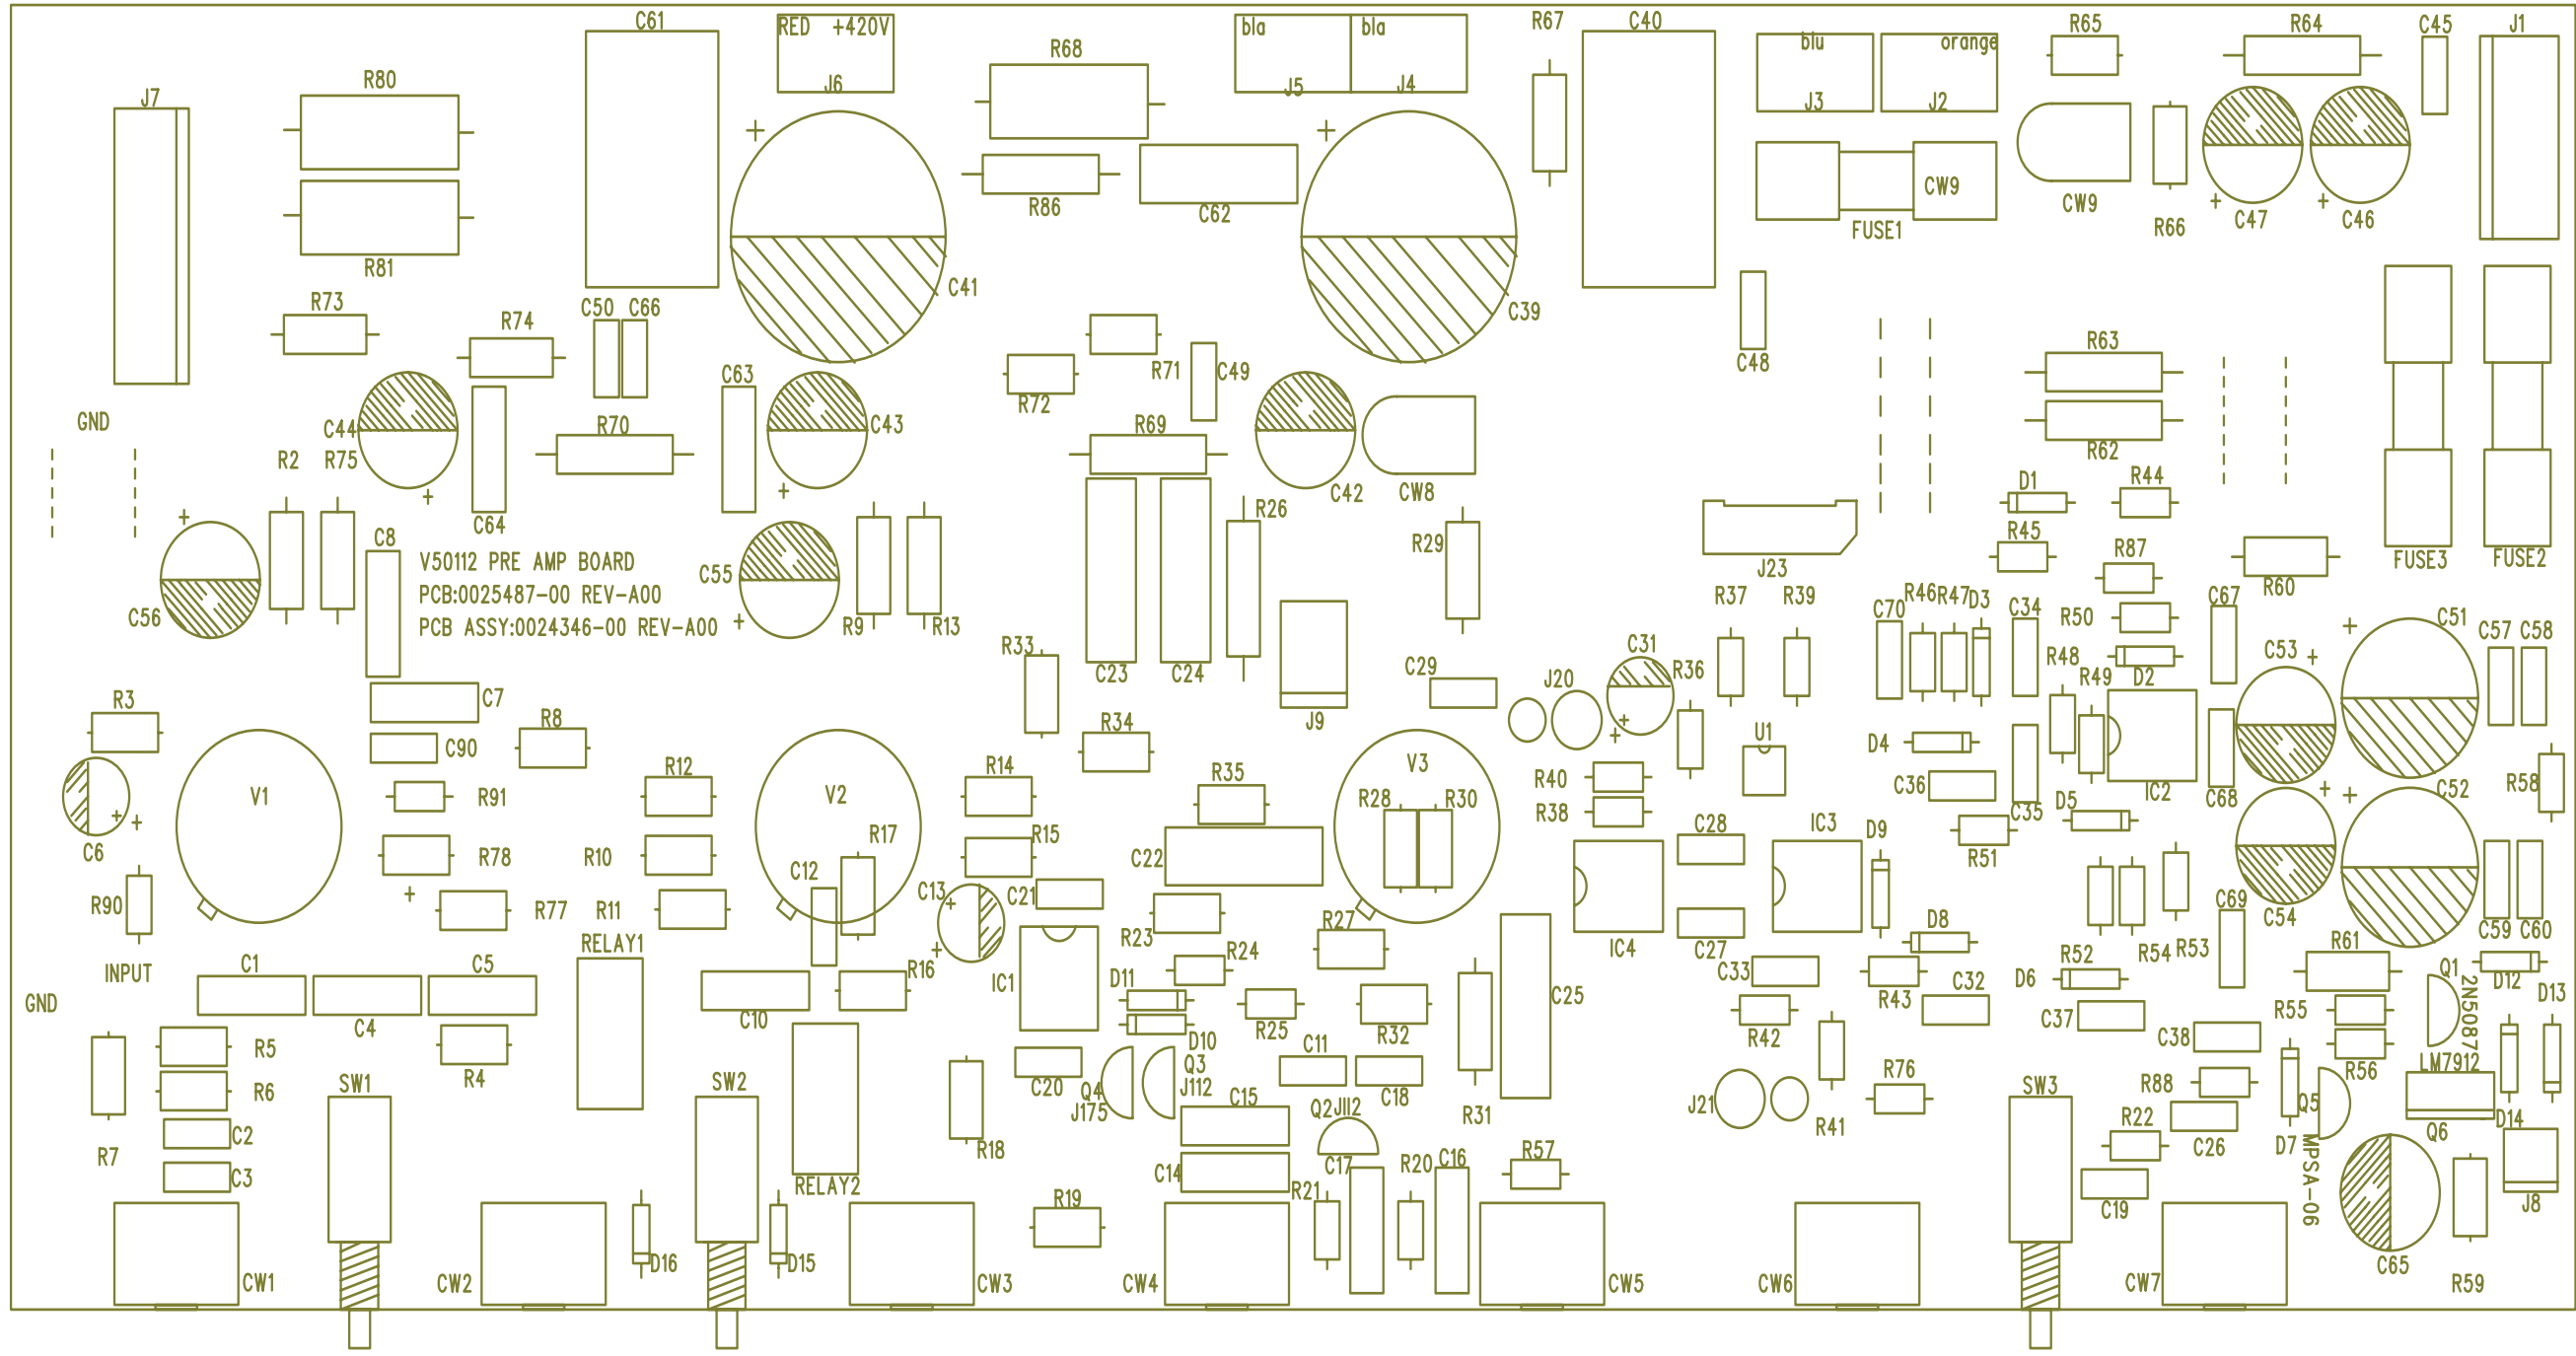 C61
RED +420V
bla
bla
R67
C40
R65
R64
C45
J1
R68
blu
orange
R80
J7
J6
J5
J4
J3
J2
CW9
CW9
R86
C62
FUSE1
R66
C47
C46
R81
C41
C39
R73
R74
C50
C66
C48
R63
R71
C49
C63
R72
GND
C44
R70
C43
R69
R62
R2
R75
C42
CW8
D1
R44
C64
R26
C8
V50112 PRE AMP BOARD
PCB:0025487-00 REV-A00
PCB ASSY:0024346-00 REV-A00
C55
R29
J23
R45
R87
FUSE3
FUSE2
R60
C56
R9
R13
R37
R39
C70
R46
R47
D3
C34
R50
C67
C51
C57
C58
R33
C23
C24
C29
J20
C31
R36
R48
R49
D2
C53
R3
C7
R8
R34
J9
C90
U1
D4
V1
R91
R12
V2
R14
R35
V3
R40
C36
IC2
C68
C52
R58
R28
R30
R38
D5
C35
C6
R78
R10
R17
R15
C22
C28
IC3
D9
R51
C12
R90
R77
R11
C13
C21
C69
C54
RELAY1
R23
R27
IC4
C27
D8
R52
R54
R53
C59
C60
INPUT
C1
C5
R16
IC1
R24
D11
C33
R61
Q1
2N5087
D12
D13
GND
C4
C10
R25
R32
C25
R43
C32
D6
C37
R55
R5
R4
D10
Q3
J112
C11
R42
C38
LM7912
R6
SW1
SW2
C20
Q4
J175
C15
C18
R76
SW3
R88
R56
Q2
J112
J21
Q5
R31
R41
R22
C26
D7
D14
C2
R7
R18
C14
C17
R20
C16
R57
MPSA-06
Q6
C3
RELAY2
R19
R21
C19
J8
CW1
CW2
D16
D15
CW3
CW4
CW5
CW6
CW7
C65
R59